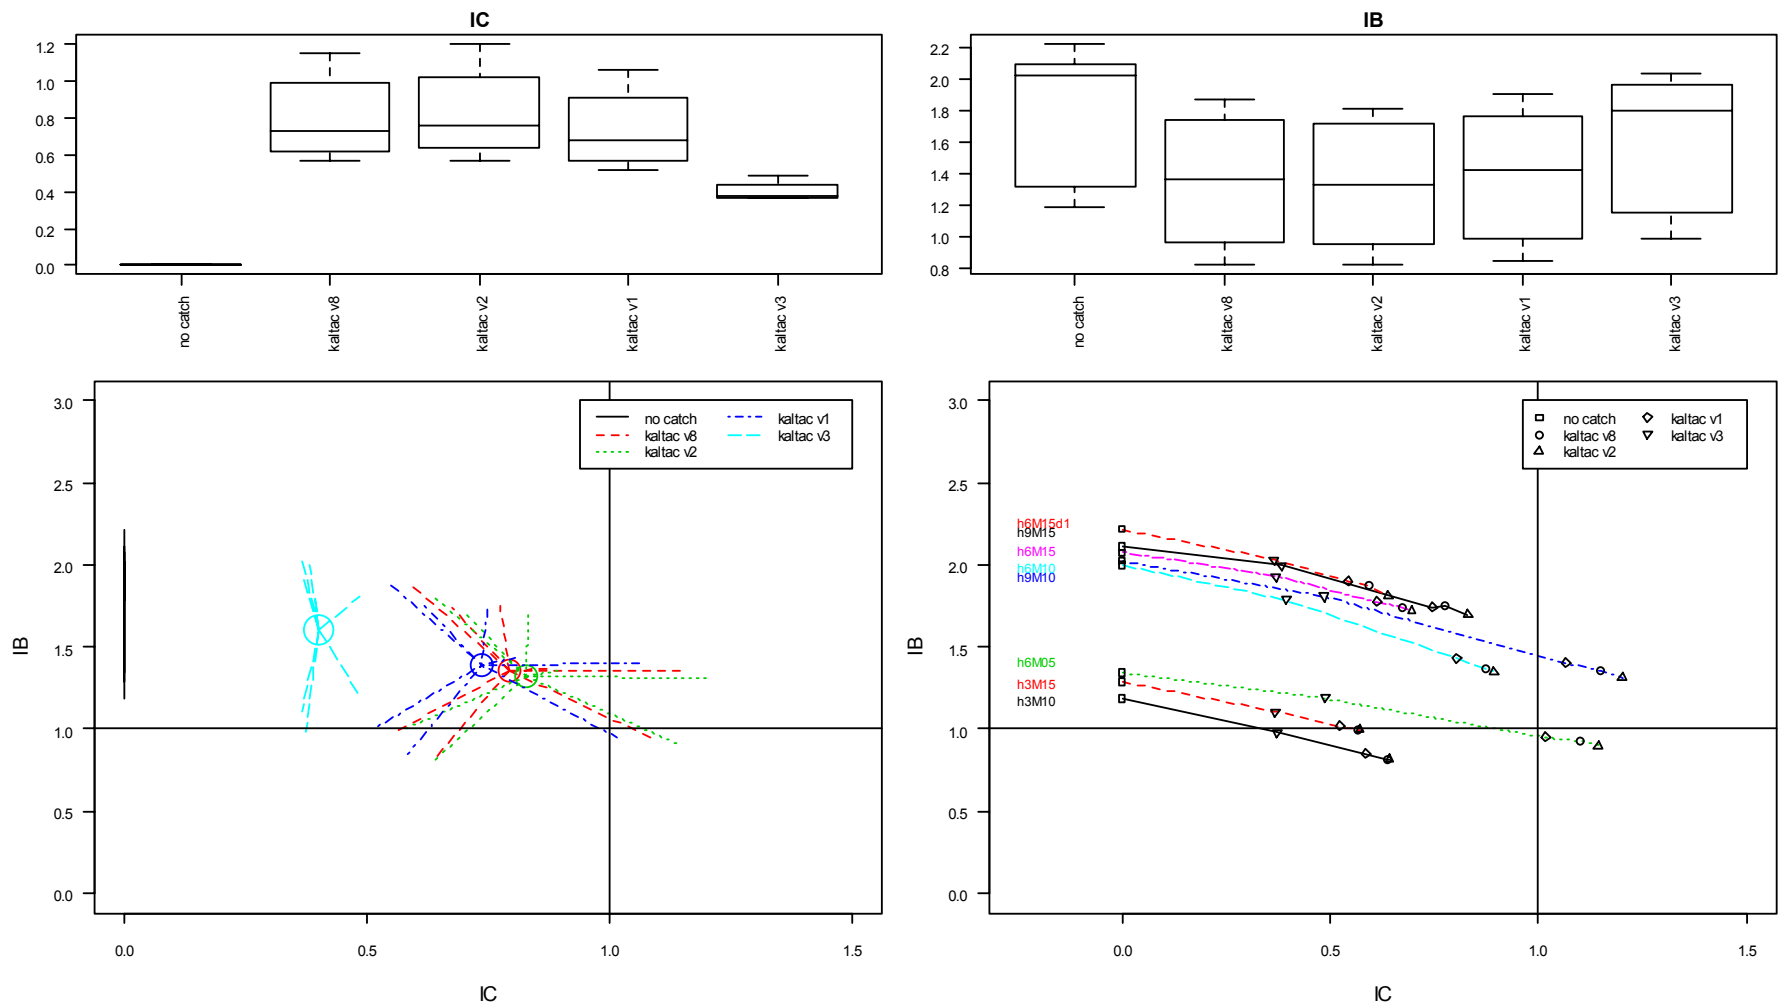 IC
1.2
1.0
0.8
0.6
0.4
0.2
0.0
no catch
kaltac v8
kaltac v2
kaltac v1
kaltac v3
IB
2.2
2.0
1.8
1.6
1.4
1.2
1.0
0.8
no catch
kaltac v8
kaltac v2
kaltac v1
kaltac v3
IB
3.0
2.5
2.0
1.5
1.0
0.5
0.0
no catch kaltac v1
kaltac v8 kaltac v3
kaltac v2
0.0 0.5 1.0 1.5
IC
IB
3.0
2.5
2.0
1.5
1.0
0.5
0.0
no catch kaltac v1
kaltac v8 kaltac v3
kaltac v2
h6M15d1
h9M15
h6M15
h6M10
h9M10
h6M05
h3M15
h3M10
0.0 0.5 1.0 1.5
IC